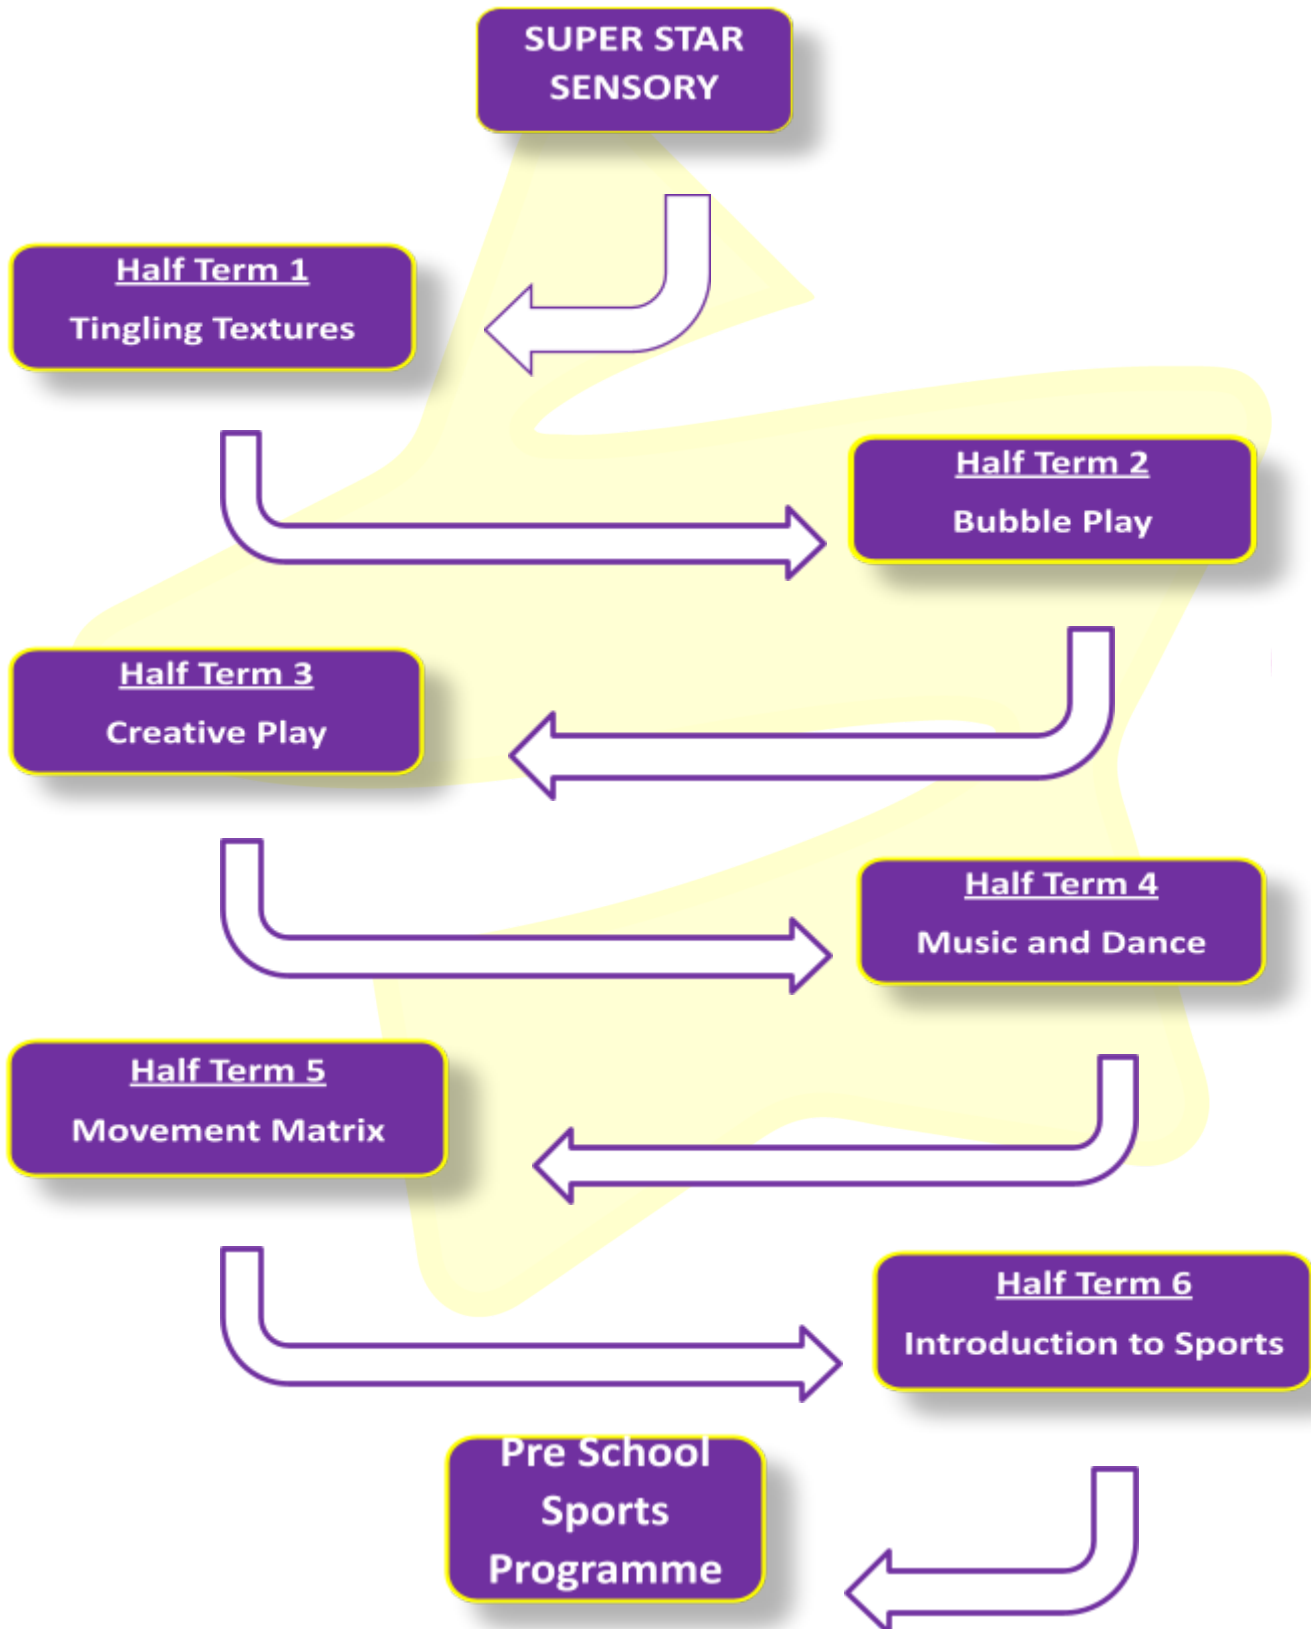 SUPER STAR
SENSORY
Half Term 1
Tingling Textures
Half Term 2
Bubble Play
Half Term 3
Creative Play
Half Term 4
Music and Dance
Half Term 5
Movement Matrix
Half Term 6
Introduction to Sports
Pre School
Sports
Programme